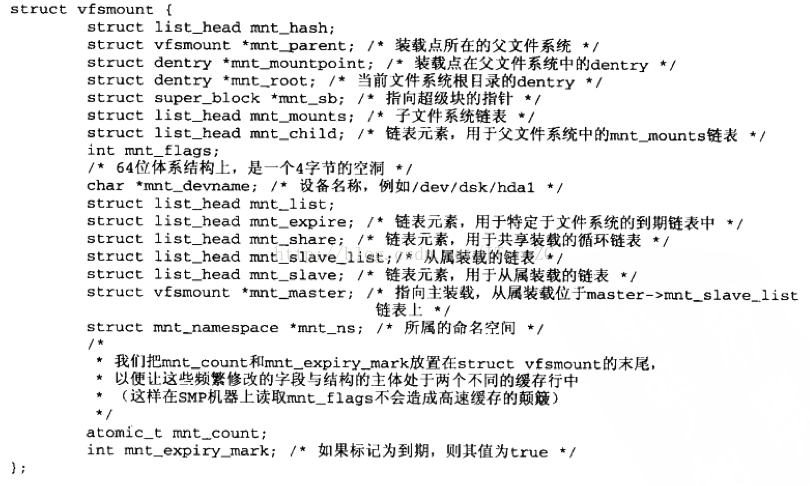 struct vfsmount {
struct list_head mnt_hash;
struct vfsmount *mnt_parent; /* 装载点所在的父文件系统 */
struct dentry *mnt_mountpoint; /* 装载点在父文件系统中的dentry */
struct dentry *mnt_root; /* 当前文件系统根目录的dentry */
struct super_block *mnt_sb; /* 指向超级块的指针 */
struct list_head mnt_mounts; /* 子文件系统链表 */
struct list_head mnt_child; /* 链表元素，用于父文件系统中的mnt_mounts链表 */
int mnt_flags;
/* 64位体系结构上，是一个4字节的空洞 */
char *mnt_devname; /* 设备名称，例如/dev/dsk/hda1 */
struct list_head mnt_list;
struct list_head mnt_expire; /* 链表元素，用于特定于文件系统的到期链表中 */
struct list_head mnt_share; /* 链表元素，用于共享装载的循环链表 */
struct list_head mnt_slave_list;/* 从属装载的链表 */
struct list_head mnt_slave; /* 链表元素，用于从属装载的链表 */
struct vfsmount *mnt_master; /* 指向主装载，从属装载位于master->mnt_slave_list
链表上 */
struct mnt_namespace *mnt_ns; /* 所属的命名空间 */
/*
* 我们把mnt_count和mnt_expiry_mark放置在struct vfsmount的末尾，
* 以便让这些频繁修改的字段与结构的主体处于两个不同的缓存行中
* （这样在SMP机器上读取mnt_flags不会造成高速缓存的颠簸）
*/
atomic_t mnt_count;
int mnt_expiry_mark; /* 如果标记为到期，则其值为true */
};